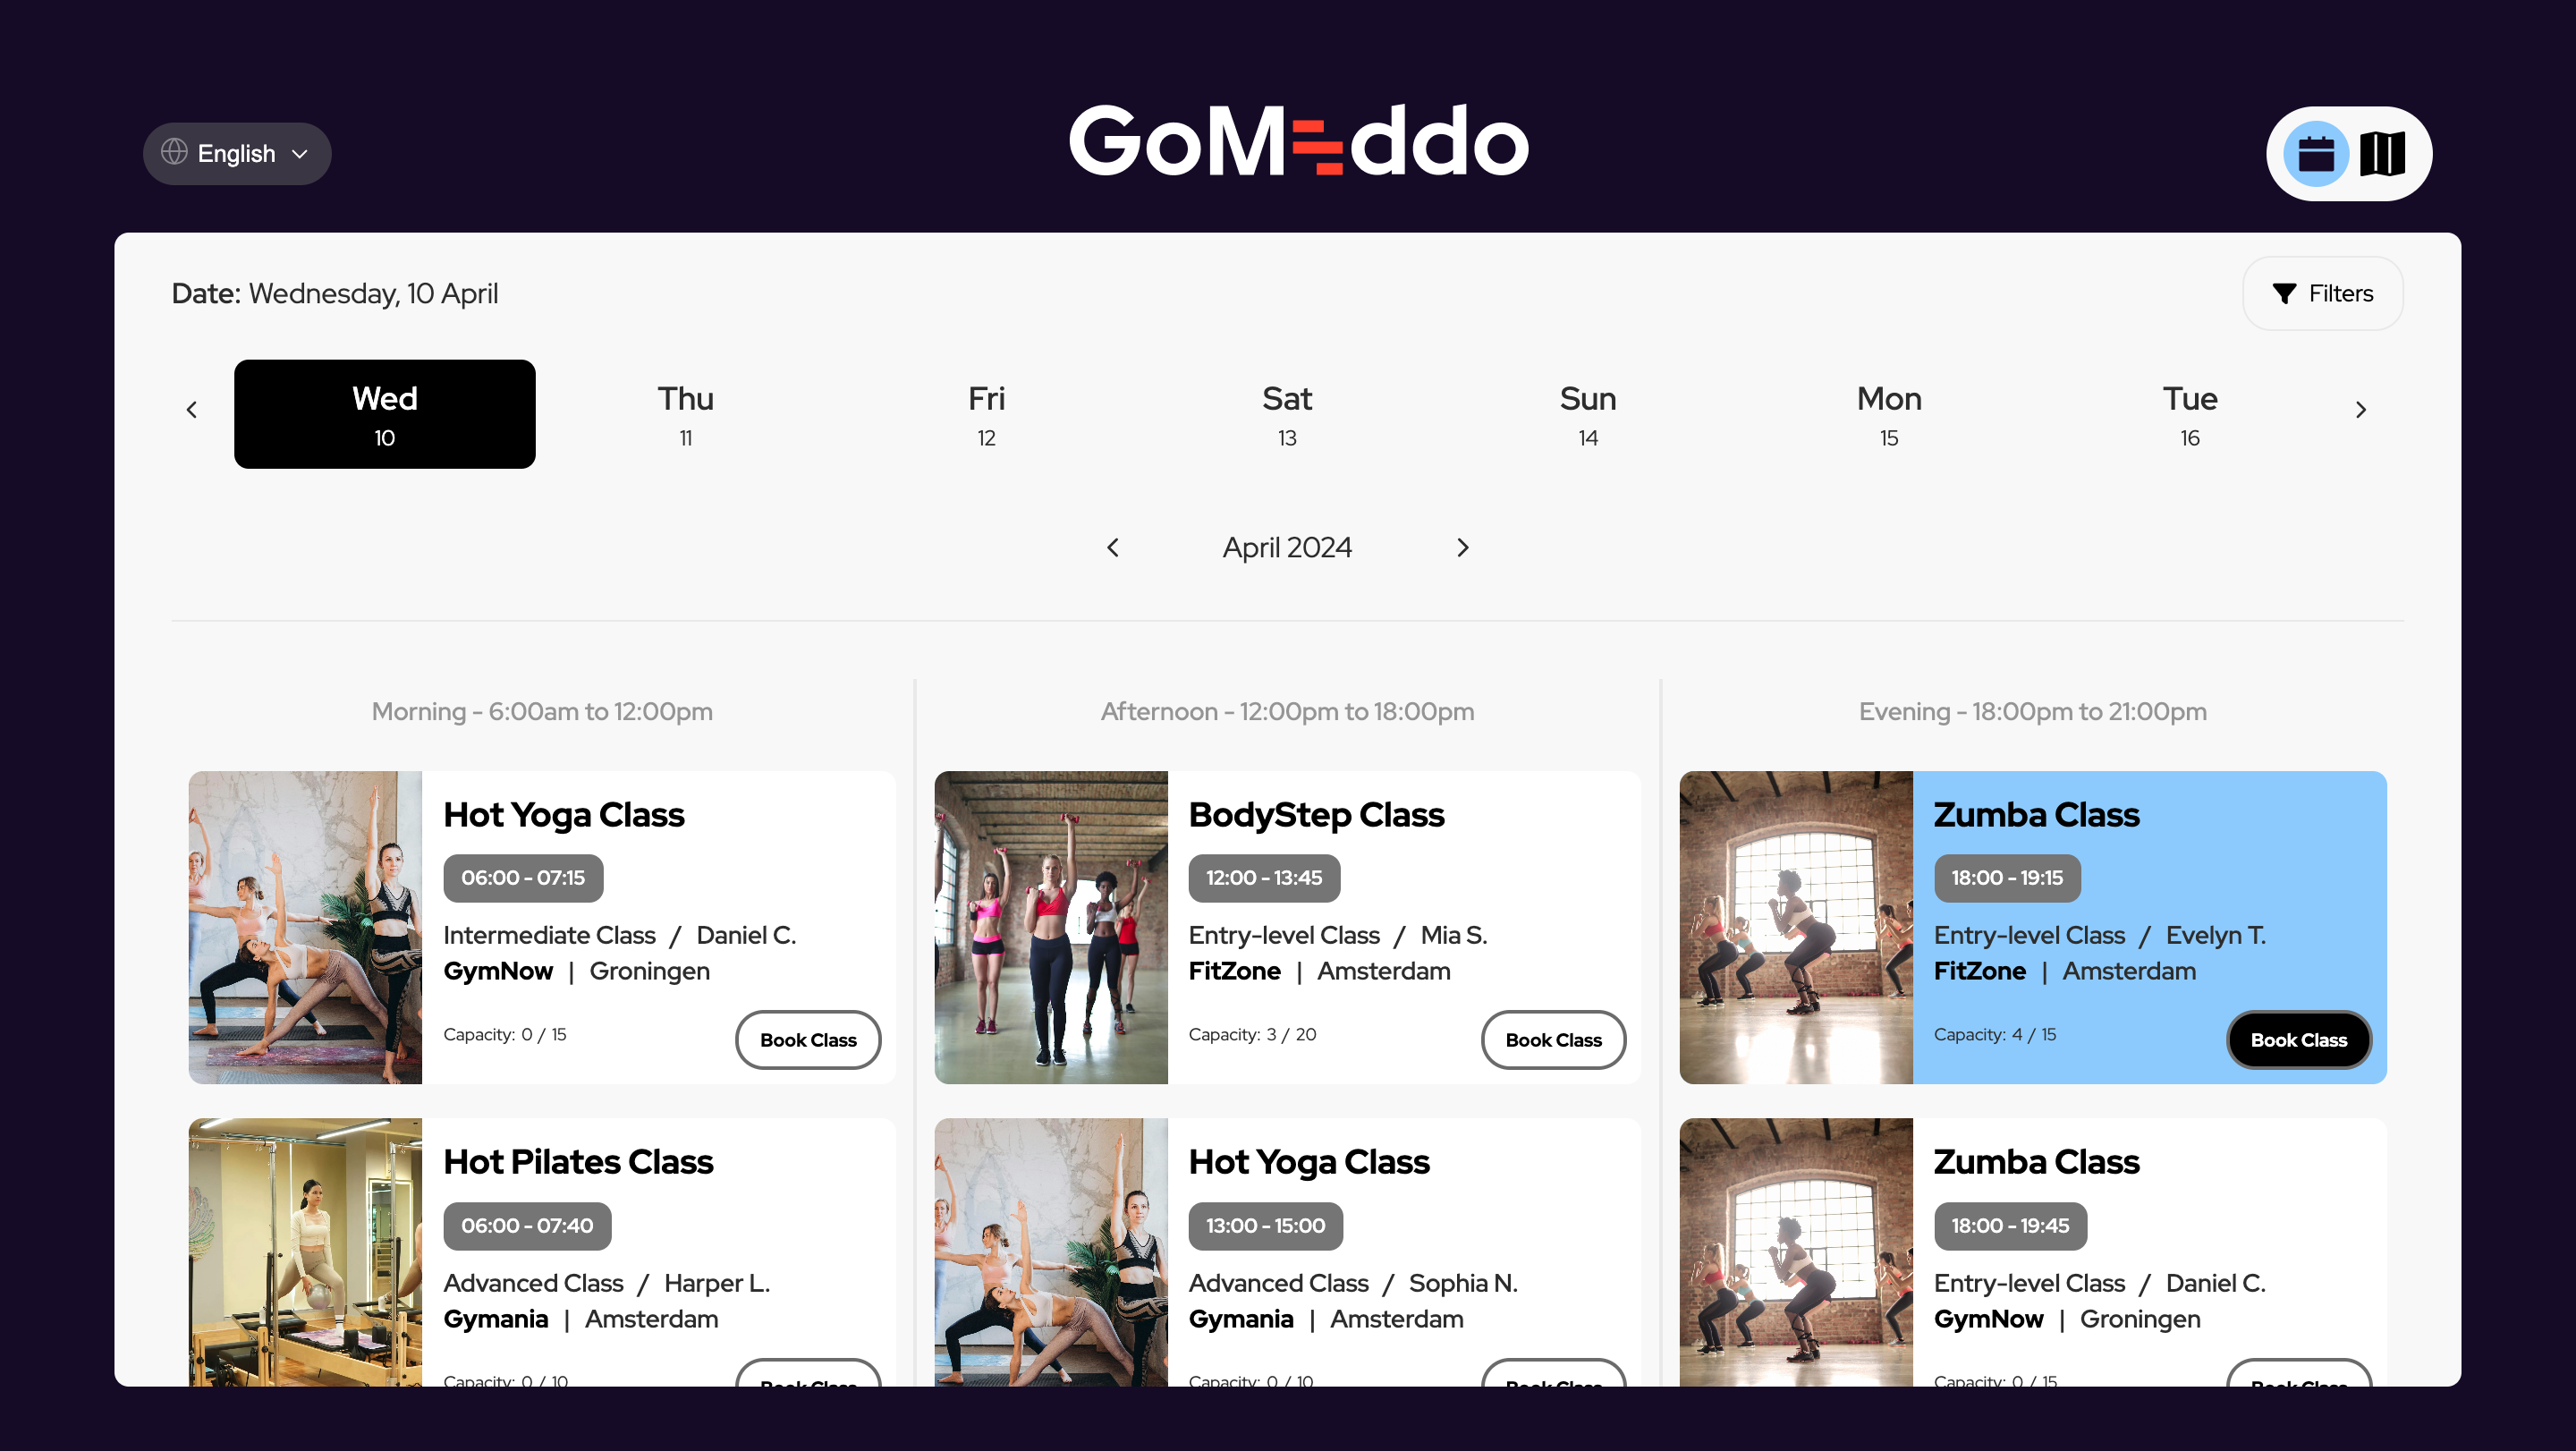 English
GoMeddo
Date: Wednesday, 10 April
Filters
Wed
10
Thu
11
Fri
12
Sat
13
Sun
14
Mon
15
Tue
16
April 2024
Morning - 6:00am to 12:00pm
Hot Yoga Class
06:00 - 07:15
Intermediate Class / Daniel C.
GymNow | Groningen
Capacity: 0 / 15
Book Class
Hot Pilates Class
06:00 - 07:40
Advanced Class / Harper L.
Gymania | Amsterdam
Capacity: 0 / 10
Book Class
Afternoon - 12:00pm to 18:00pm
BodyStep Class
12:00 - 13:45
Entry-level Class / Mia S.
FitZone | Amsterdam
Capacity: 3 / 20
Book Class
Hot Yoga Class
13:00 - 15:00
Advanced Class / Sophia N.
Gymania | Amsterdam
Capacity: 0 / 10
Book Class
Evening - 18:00pm to 21:00pm
Zumba Class
18:00 - 19:15
Entry-level Class / Evelyn T.
FitZone | Amsterdam
Capacity: 4 / 15
Book Class
Zumba Class
18:00 - 19:45
Entry-level Class / Daniel C.
GymNow | Groningen
Capacity: 0 / 15
Book Class